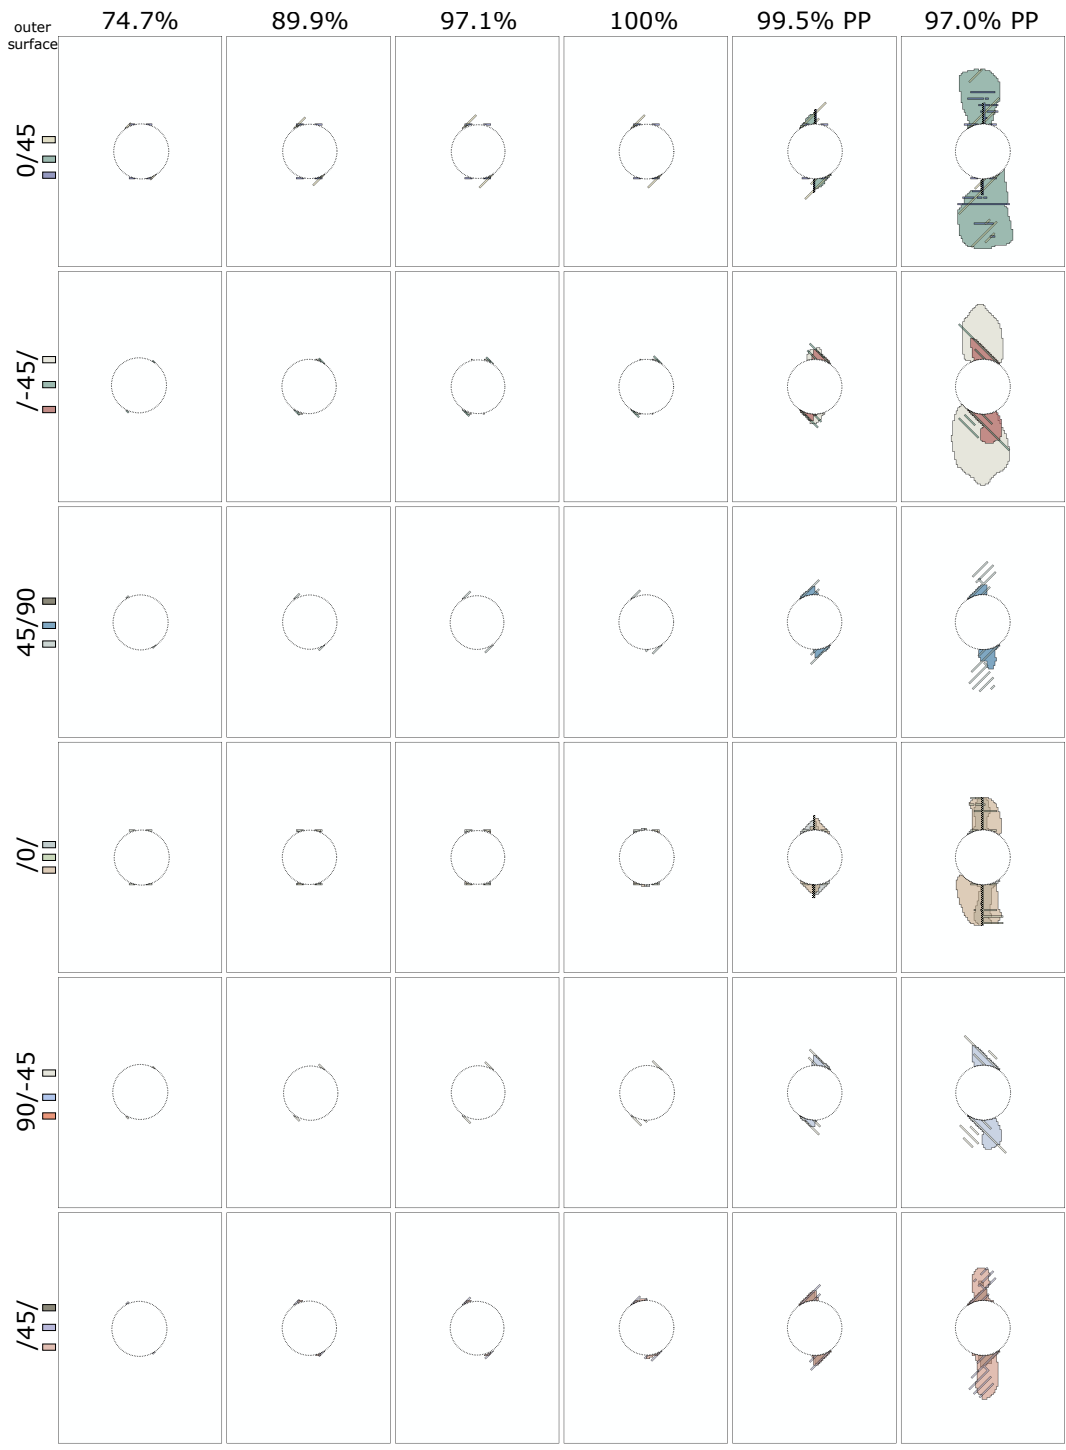 outer
surface
74.7%
89.9%
97.1%
100%
99.5% PP
97.0% PP
0/45
/-45/
45/90
/0/
90/-45
/45/